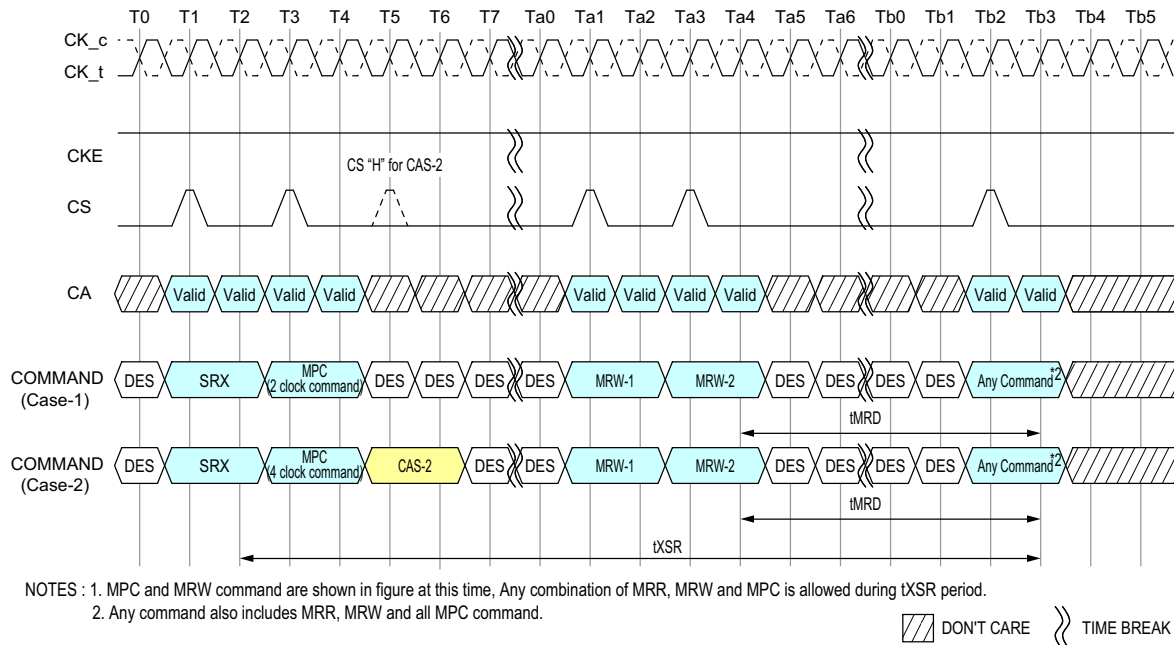 T0 T1 T2 T3 T4 T5 T6 T7 Ta0 Ta1 Ta2 Ta3 Ta4 Ta5 Ta6 Tb0 Tb1 Tb2 Tb3 Tb4 Tb5
CK_c
CK_t
CKE
CS "H" for CAS-2
CS
CA
Valid Valid Valid Valid Valid Valid Valid Valid Valid Valid
COMMAND
(Case-1)
DES SRX MPC
(2 clock command)
DES DES DES DES MRW-1 MRW-2 DES DES DES DES Any Command*2
tMRD
COMMAND
(Case-2)
DES SRX MPC
(4 clock command)
CAS-2 DES DES MRW-1 MRW-2 DES DES DES DES Any Command*2
tMRD
tXSR
NOTES : 1. MPC and MRW command are shown in figure at this time, Any combination of MRR, MRW and MPC is allowed during tXSR period.
2. Any command also includes MRR, MRW and all MPC command.
DON'T CARE TIME BREAK